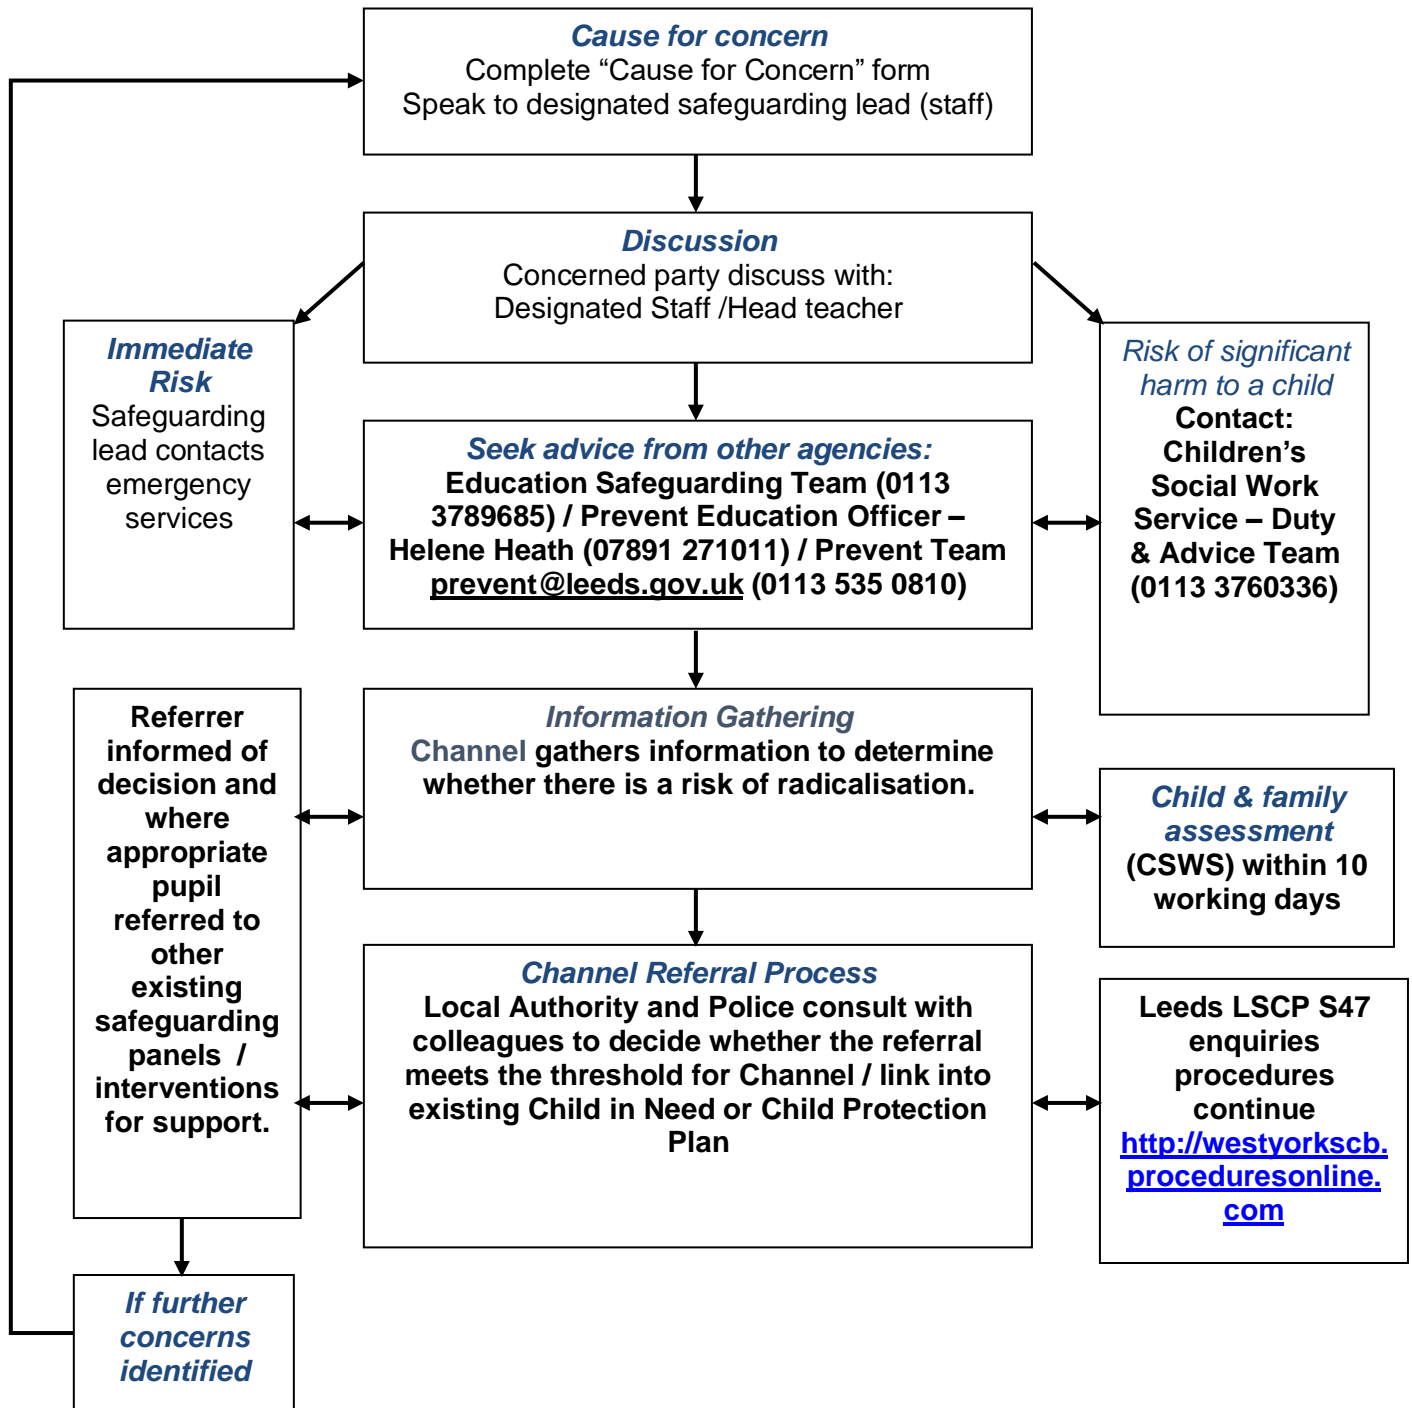 Cause for concern
Complete “Cause for Concern” form
Speak to designated safeguarding lead (staff)
Discussion
Concerned party discuss with:
Designated Staff /Head teacher
Immediate
Risk
Safeguarding
lead contacts
emergency
services
Seek advice from other agencies:
Education Safeguarding Team (0113
3789685) / Prevent Education Officer –
Helene Heath (07891 271011) / Prevent Team
prevent@leeds.gov.uk (0113 535 0810)
Risk of significant
harm to a child
Contact:
Children’s
Social Work
Service – Duty
& Advice Team
(0113 3760336)
Referrer
informed of
decision and
where
appropriate
pupil
referred to
other
existing
safeguarding
panels /
interventions
for support.
Information Gathering
Channel gathers information to determine
whether there is a risk of radicalisation.
Child & family
assessment
(CSWS) within 10
working days
Channel Referral Process
Local Authority and Police consult with
colleagues to decide whether the referral
meets the threshold for Channel / link into
existing Child in Need or Child Protection
Plan
Leeds LSCP S47
enquiries
procedures
continue
http://westyorkscb.
proceduresonline.
com
If further
concerns
identified